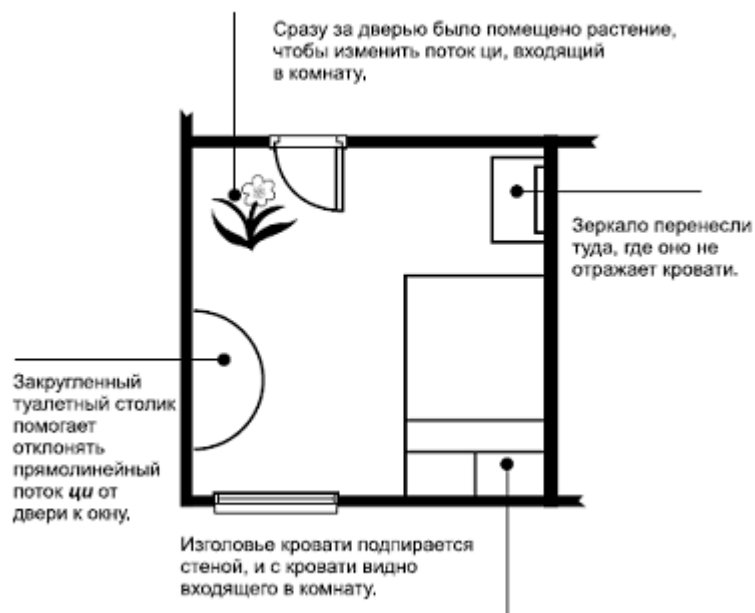 Сразу за дверью было помещено растение,
чтобы изменить поток ци, входящий
в комнату.
Зеркало перенесли
туда, где оно не
отражает кровати.
Закругленный
туалетный столик
помогает
отклонять
прямолинейный
поток ци от
двери к окну.
Изголовье кровати подпирается
стеной, и с кровати видно
входящего в комнату.